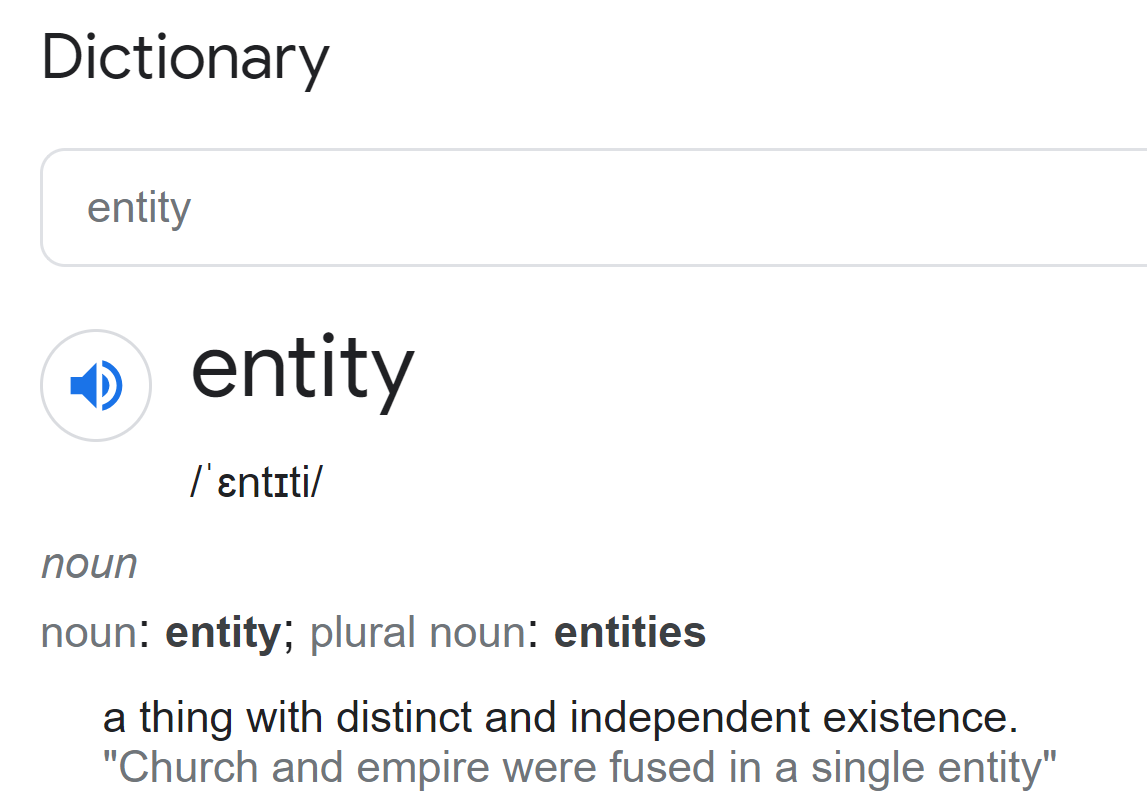 Dictionary
entity
entity
/ˈɛntɪti/
noun
noun: entity; plural noun: entities
a thing with distinct and independent existence.
"Church and empire were fused in a single entity"